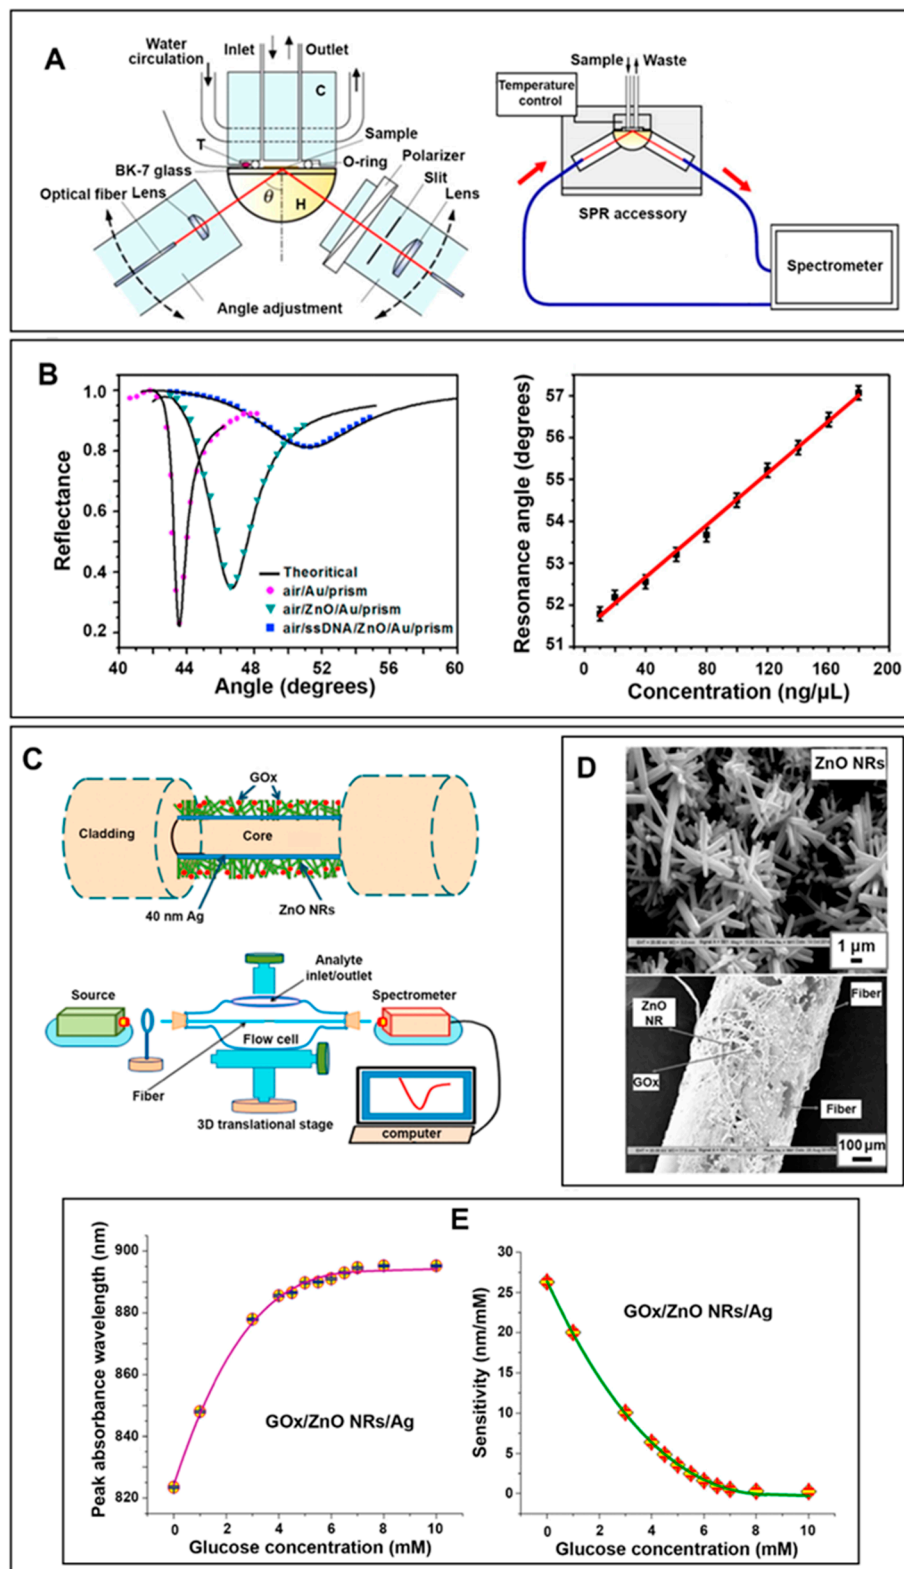 A
Water
circulation
Inlet
Outlet
C
T
Sample
O-ring
Polarizer
BK-7 glass
Slit
Optical fiber
Lens
θ
H
Lens
Angle adjustment
Sample
Waste
Temperature
control
SPR accessory
Spectrometer
B
Reflectance
1.0
0.8
0.6
0.4
0.2
Theoritical
air/Au/prism
air/ZnO/Au/prism
air/ssDNA/ZnO/Au/prism
40 44 48 52 56 60
Angle (degrees)
Resonance angle (degrees)
57
56
55
54
53
52
51
0 40 80 120 160 200
Concentration (ng/µL)
C
GOx
Cladding
Core
40 nm Ag
ZnO NRs
Analyte
inlet/outlet
Source
Spectrometer
Flow cell
Fiber
3D translational stage
computer
D
ZnO NRs
1 µm
ZnO
NR
Fiber
GOx
Fiber
100 µm
E
Peak absorbance wavelength (nm)
900
880
860
840
820
GOx/ZnO NRs/Ag
0 2 4 6 8 10
Glucose concentration (mM)
Sensitivity (nm/mM)
30
25
20
15
10
5
0
GOx/ZnO NRs/Ag
0 2 4 6 8 10
Glucose concentration (mM)